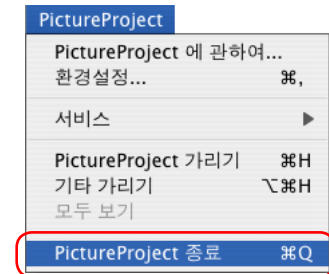 PictureProject
PictureProject 에 관하여...
환경설정... ⌘,
서비스 ▶
PictureProject 가리기 ⌘H
기타 가리기 ⌥⌘H
모두 보기
PictureProject 종료 ⌘Q